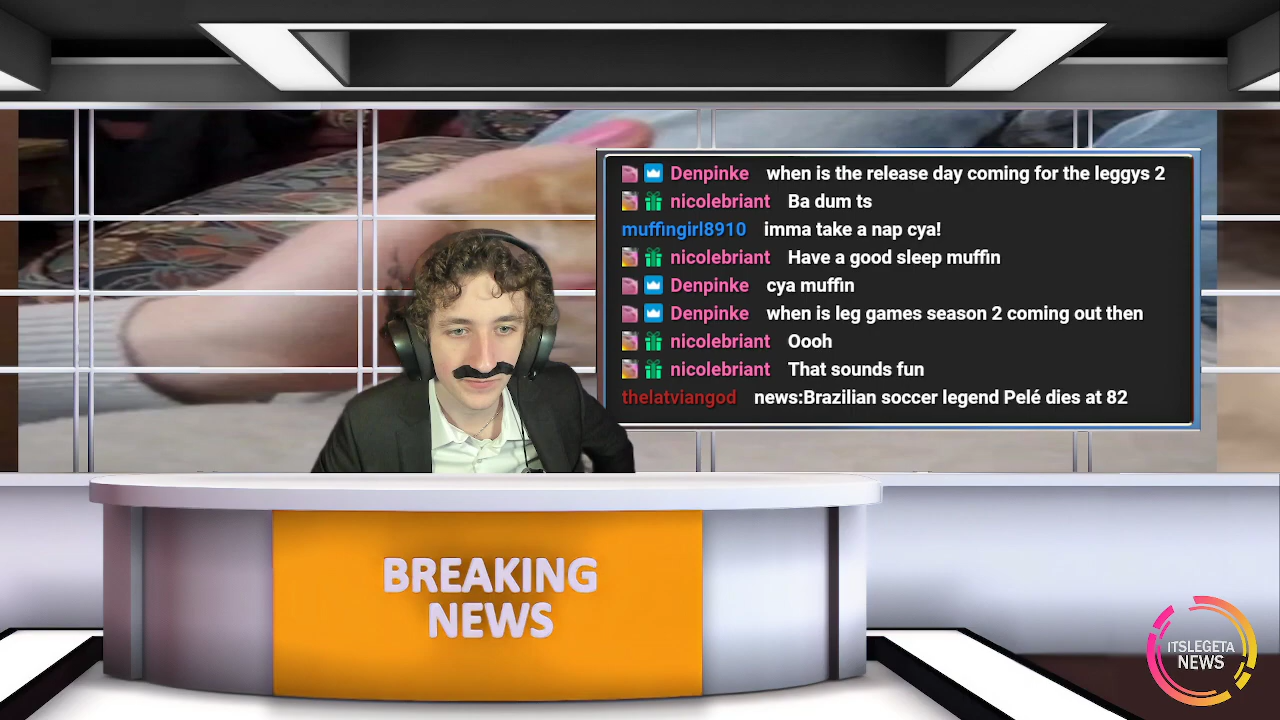 Denpinke when is the release day coming for the leggys 2
nicolebriant Ba dum ts
muffingirl8910 imma take a nap cya!
nicolebriant Have a good sleep muffin
Denpinke cya muffin
Denpinke when is leg games season 2 coming out then
nicolebriant Oooh
nicolebriant That sounds fun
thelatviangod news:Brazilian soccer legend Pelé dies at 82
BREAKING
NEWS
ITSLEGETA
NEWS